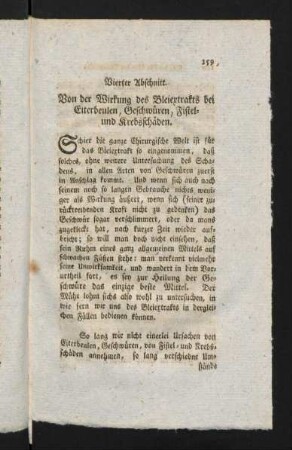 259
Vierter Abschnitt.
Von der Wirkung des Bleiextrakts bei
Eiterbeulen, Geschwüren, Fistel-
und Krebsschäden.
Schier die ganze Chirurgische Welt ist für
das Bleiextrakt so eingenommen, daß
solches, ohne weitere Untersuchung des Scha-
dens, in allen Arten von Geschwüren zuerst
in Anschlag kommt. Und wenn sich auch nach
seinem noch so langen Gebrauche nichts weni-
ger als Wirkung äußert, wenn sich (seiner zu-
rücktreibenden Kraft nicht zu gedenken) das
Geschwür sogar verschlimmert, oder da man's
zugeflickt hat, nach kurzer Zeit wieder auf-
bricht; so will man doch nicht einsehen, daß
sein Ruhm eines ganz allgemeinen Mittels auf
schwachen Füßen stehe: man verkennt vielmehr
seine Unwirksamkeit, und wandert in dem Vor-
urtheil fort, es sey zur Heilung der Ge-
schwüre das einzige beste Mittel. Der
Mühe lohnt sichs also wohl zu untersuchen, in
wie fern wir uns des Bleiextrakts in derglei-
chen Fällen bedienen können.
So lang wir nicht einerlei Ursachen von
Eiterbeulen, Geschwüren, von Fistel- und Krebs-
schäden annehmen, so lang verschiedne Um-
stände